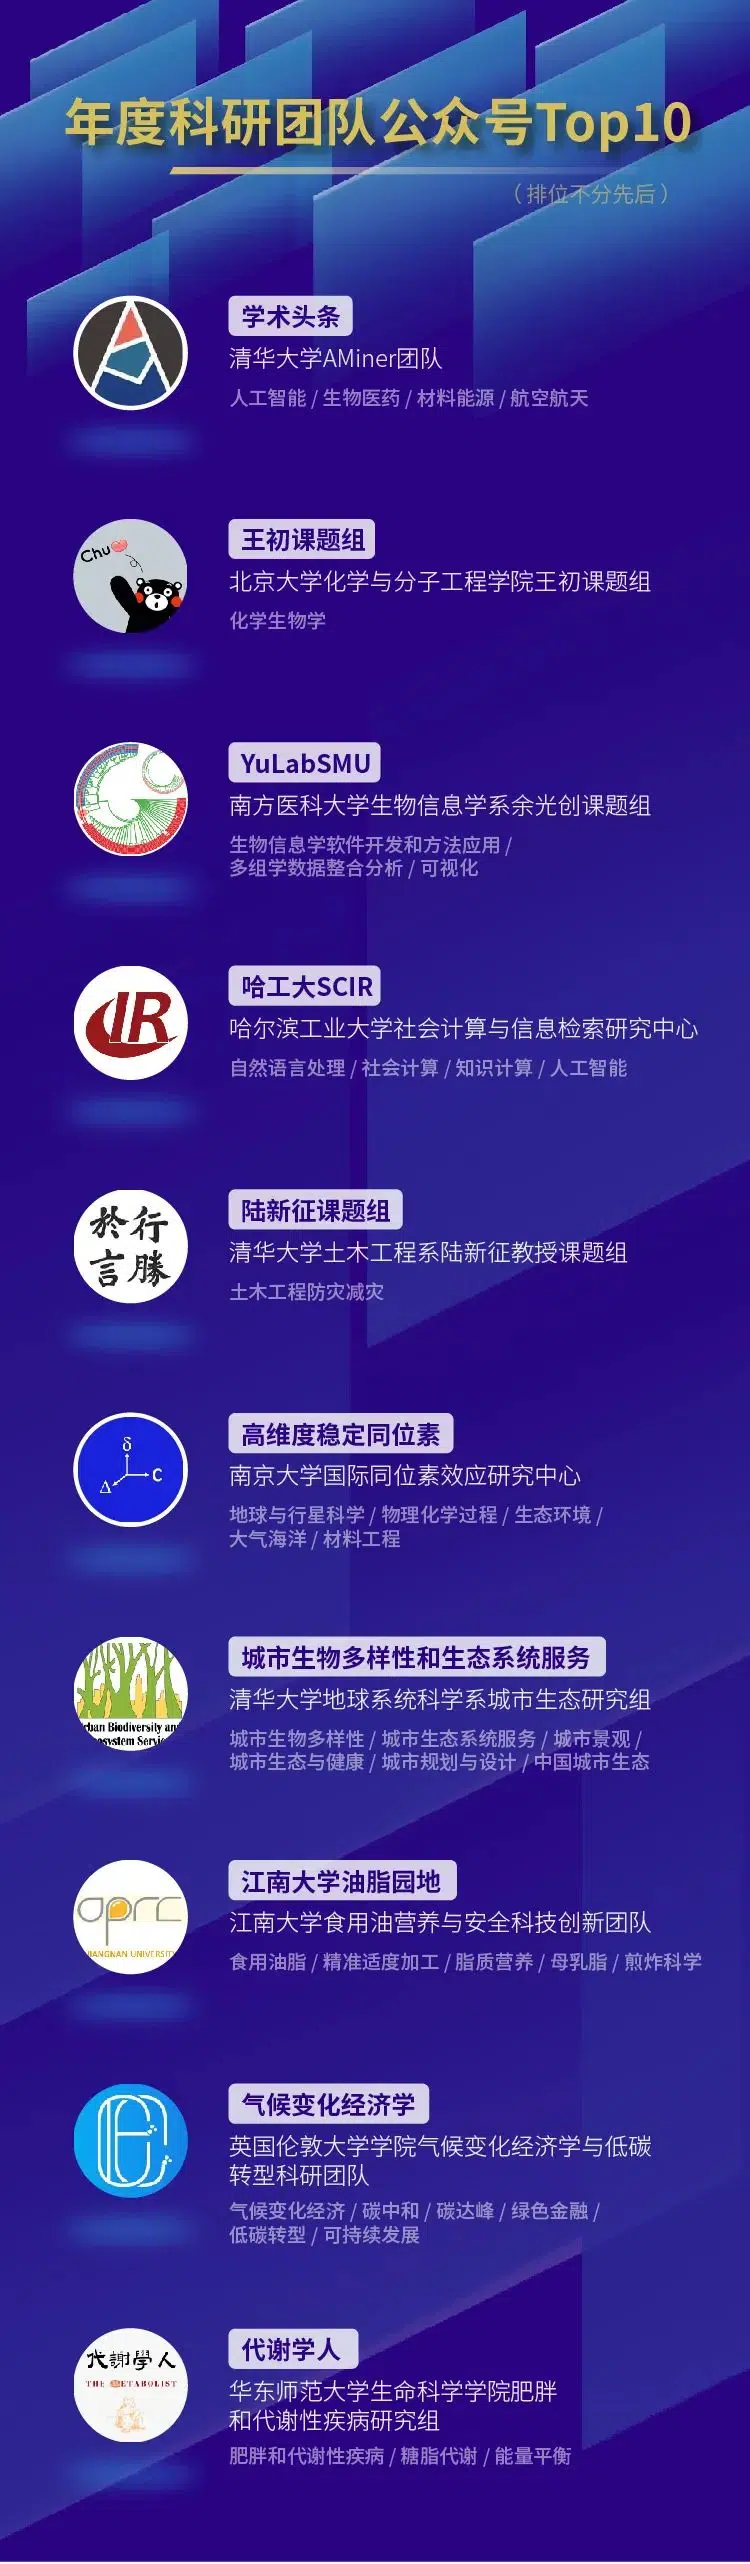 年度科研团队公众号Top10
（排位不分先后）
学术头条
清华大学AMiner团队
人工智能 / 生物医药 / 材料能源 / 航空航天
Chu
王初课题组
北京大学化学与分子工程学院王初课题组
化学生物学
YuLabSMU
南方医科大学生物信息学系余光创课题组
生物信息学软件开发和方法应用 /
多组学数据整合分析 / 可视化
IR
哈工大SCIR
哈尔滨工业大学社会计算与信息检索研究中心
自然语言处理 / 社会计算 / 知识计算 / 人工智能
於行
言勝
陆新征课题组
清华大学土木工程系陆新征教授课题组
土木工程防灾减灾
δ
Δ
C
高维度稳定同位素
南京大学国际同位素效应研究中心
地球与行星科学 / 物理化学过程 / 生态环境 /
大气海洋 / 材料工程
rban Biodiversity an
osystem Servic
城市生物多样性和生态系统服务
清华大学地球系统科学系城市生态研究组
城市生物多样性 / 城市生态系统服务 / 城市景观 /
城市生态与健康 / 城市规划与设计 / 中国城市生态
oprc
JIANGNAN UNIVERSITY
江南大学油脂园地
江南大学食用油营养与安全科技创新团队
食用油脂 / 精准适度加工 / 脂质营养 / 母乳脂 / 煎炸科学
气候变化经济学
英国伦敦大学学院气候变化经济学与低碳
转型科研团队
气候变化经济 / 碳中和 / 碳达峰 / 绿色金融 /
低碳转型 / 可持续发展
代謝學人
THE METABOLIST
代谢学人
华东师范大学生命科学学院肥胖
和代谢性疾病研究组
肥胖和代谢性疾病 / 糖脂代谢 / 能量平衡